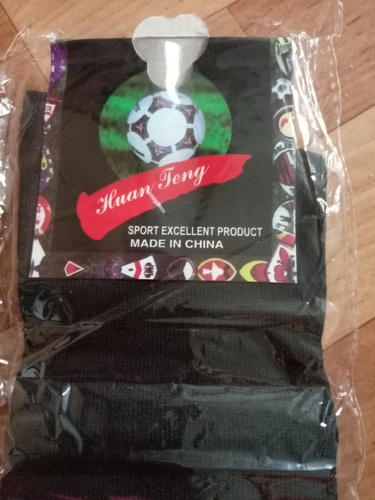 Huan Teng
SPORT EXCELLENT PRODUCT
MADE IN CHINA